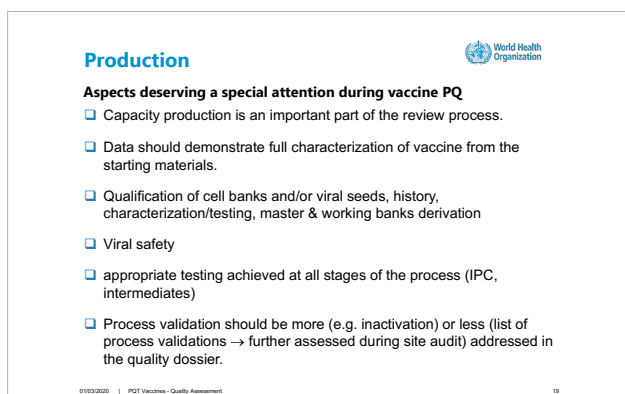 World Health
Organization
Production
Aspects deserving a special attention during vaccine PQ
Capacity production is an important part of the review process.
Data should demonstrate full characterization of vaccine from the
starting materials.
Qualification of cell banks and/or viral seeds, history,
characterization/testing, master & working banks derivation
Viral safety
appropriate testing achieved at all stages of the process (IPC,
intermediates)
Process validation should be more (e.g. inactivation) or less (list of
process validations → further assessed during site audit) addressed in
the quality dossier.
01/03/2020 | PQT Vaccines - Quality Assessment 19